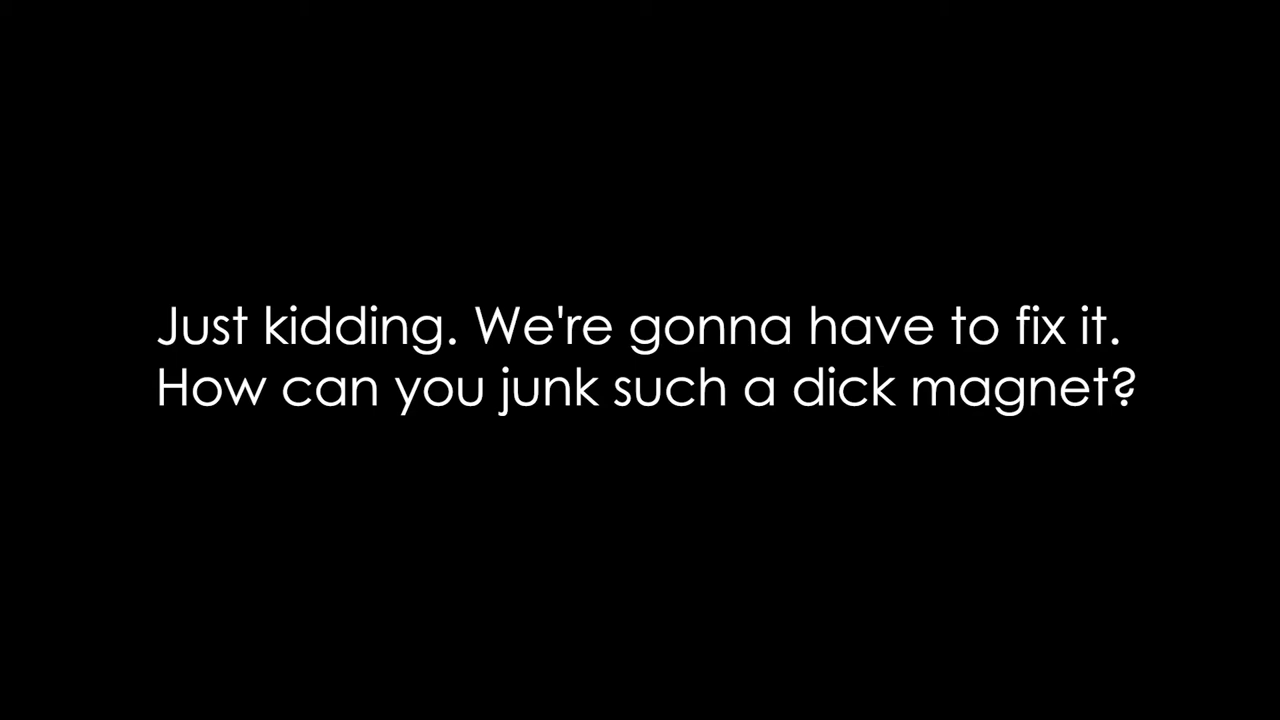 Just kidding. We're gonna have to fix it.
How can you junk such a dick magnet?